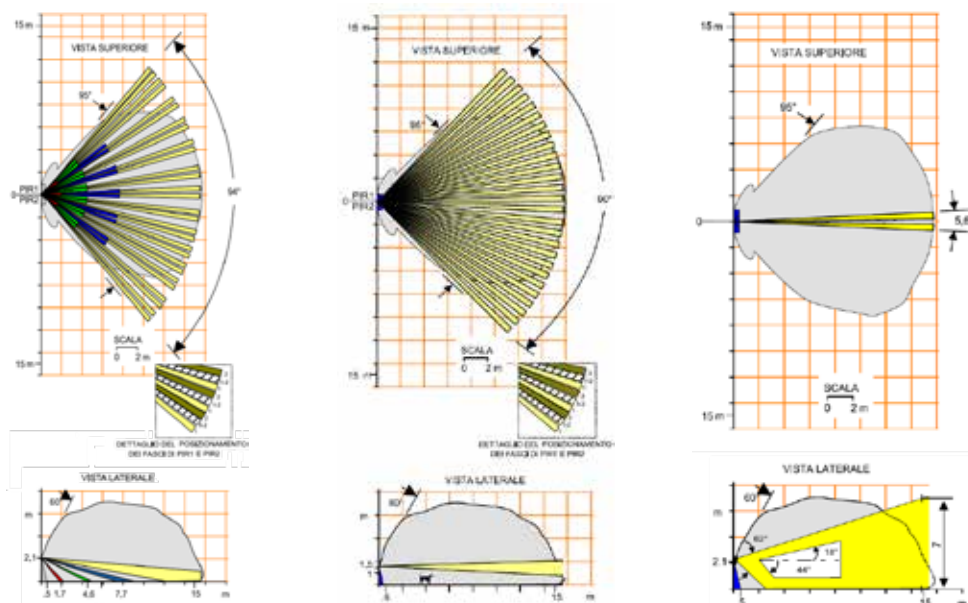 15 m
VISTA SUPERIORE
95°
94°
PIR1
0
PIR2
SCALA
0 2 m
15 m
DETTAGLIO DEL POSIZIONAMENTO
DEI FASCI DI PIR1 E PIR2
VISTA LATERALE
60°
m
2,1
,5 1,7 4,6 7,7 15 m
15 m
VISTA SUPERIORE
95°
90°
PIR1
0
PIR2
SCALA
0 2 m
15 m
DETTAGLIO DEL POSIZIONAMENTO
DEI FASCI DI PIR1 E PIR2
VISTA LATERALE
60°
m
1,5
,5 15 m
15 m
VISTA SUPERIORE
95°
0
5,6
SCALA
0 2 m
15 m
VISTA LATERALE
60°
m
62°
18°
44°
7
2,5
,5 15 m